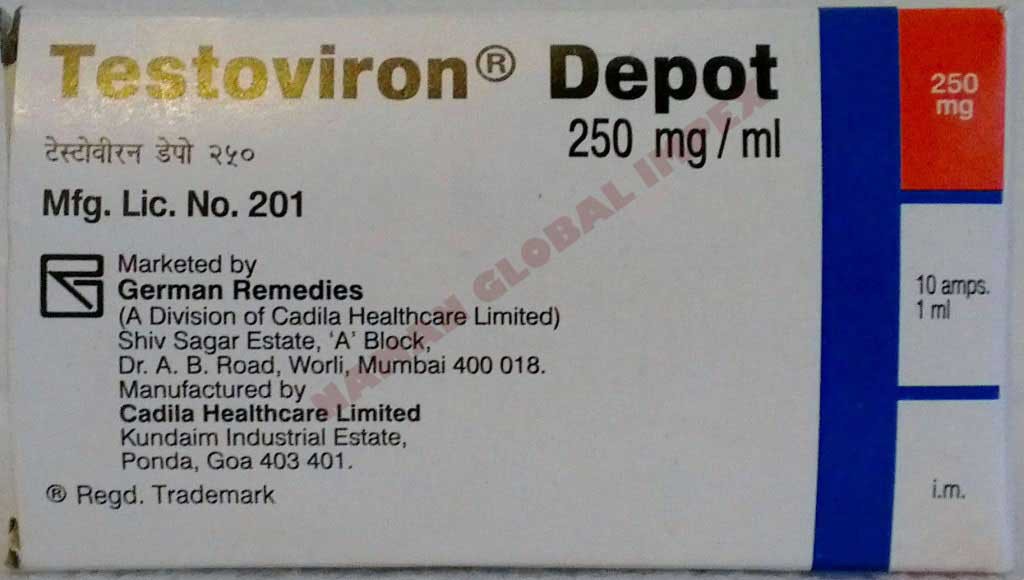 Testoviron® Depot
250 mg / ml
टेस्टोवीरन डेपो २५०
Mfg. Lic. No. 201
Marketed by
German Remedies
(A Division of Cadila Healthcare Limited)
Shiv Sagar Estate, ‘A’ Block,
Dr. A. B. Road, Worli, Mumbai 400 018.
Manufactured by
Cadila Healthcare Limited
Kundaim Industrial Estate,
Ponda, Goa 403 401.
® Regd. Trademark
250
mg
10 amps.
1 ml
i.m.
NAMAN GLOBAL IMPEX